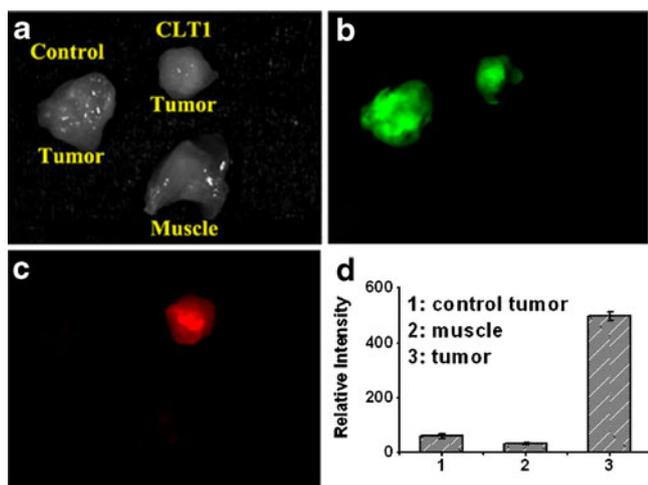 a
Control
Tumor
CLT1
Tumor
Muscle
b
c
d
Relative Intensity
600
400
200
0
1: control tumor
2: muscle
3: tumor
1 2 3